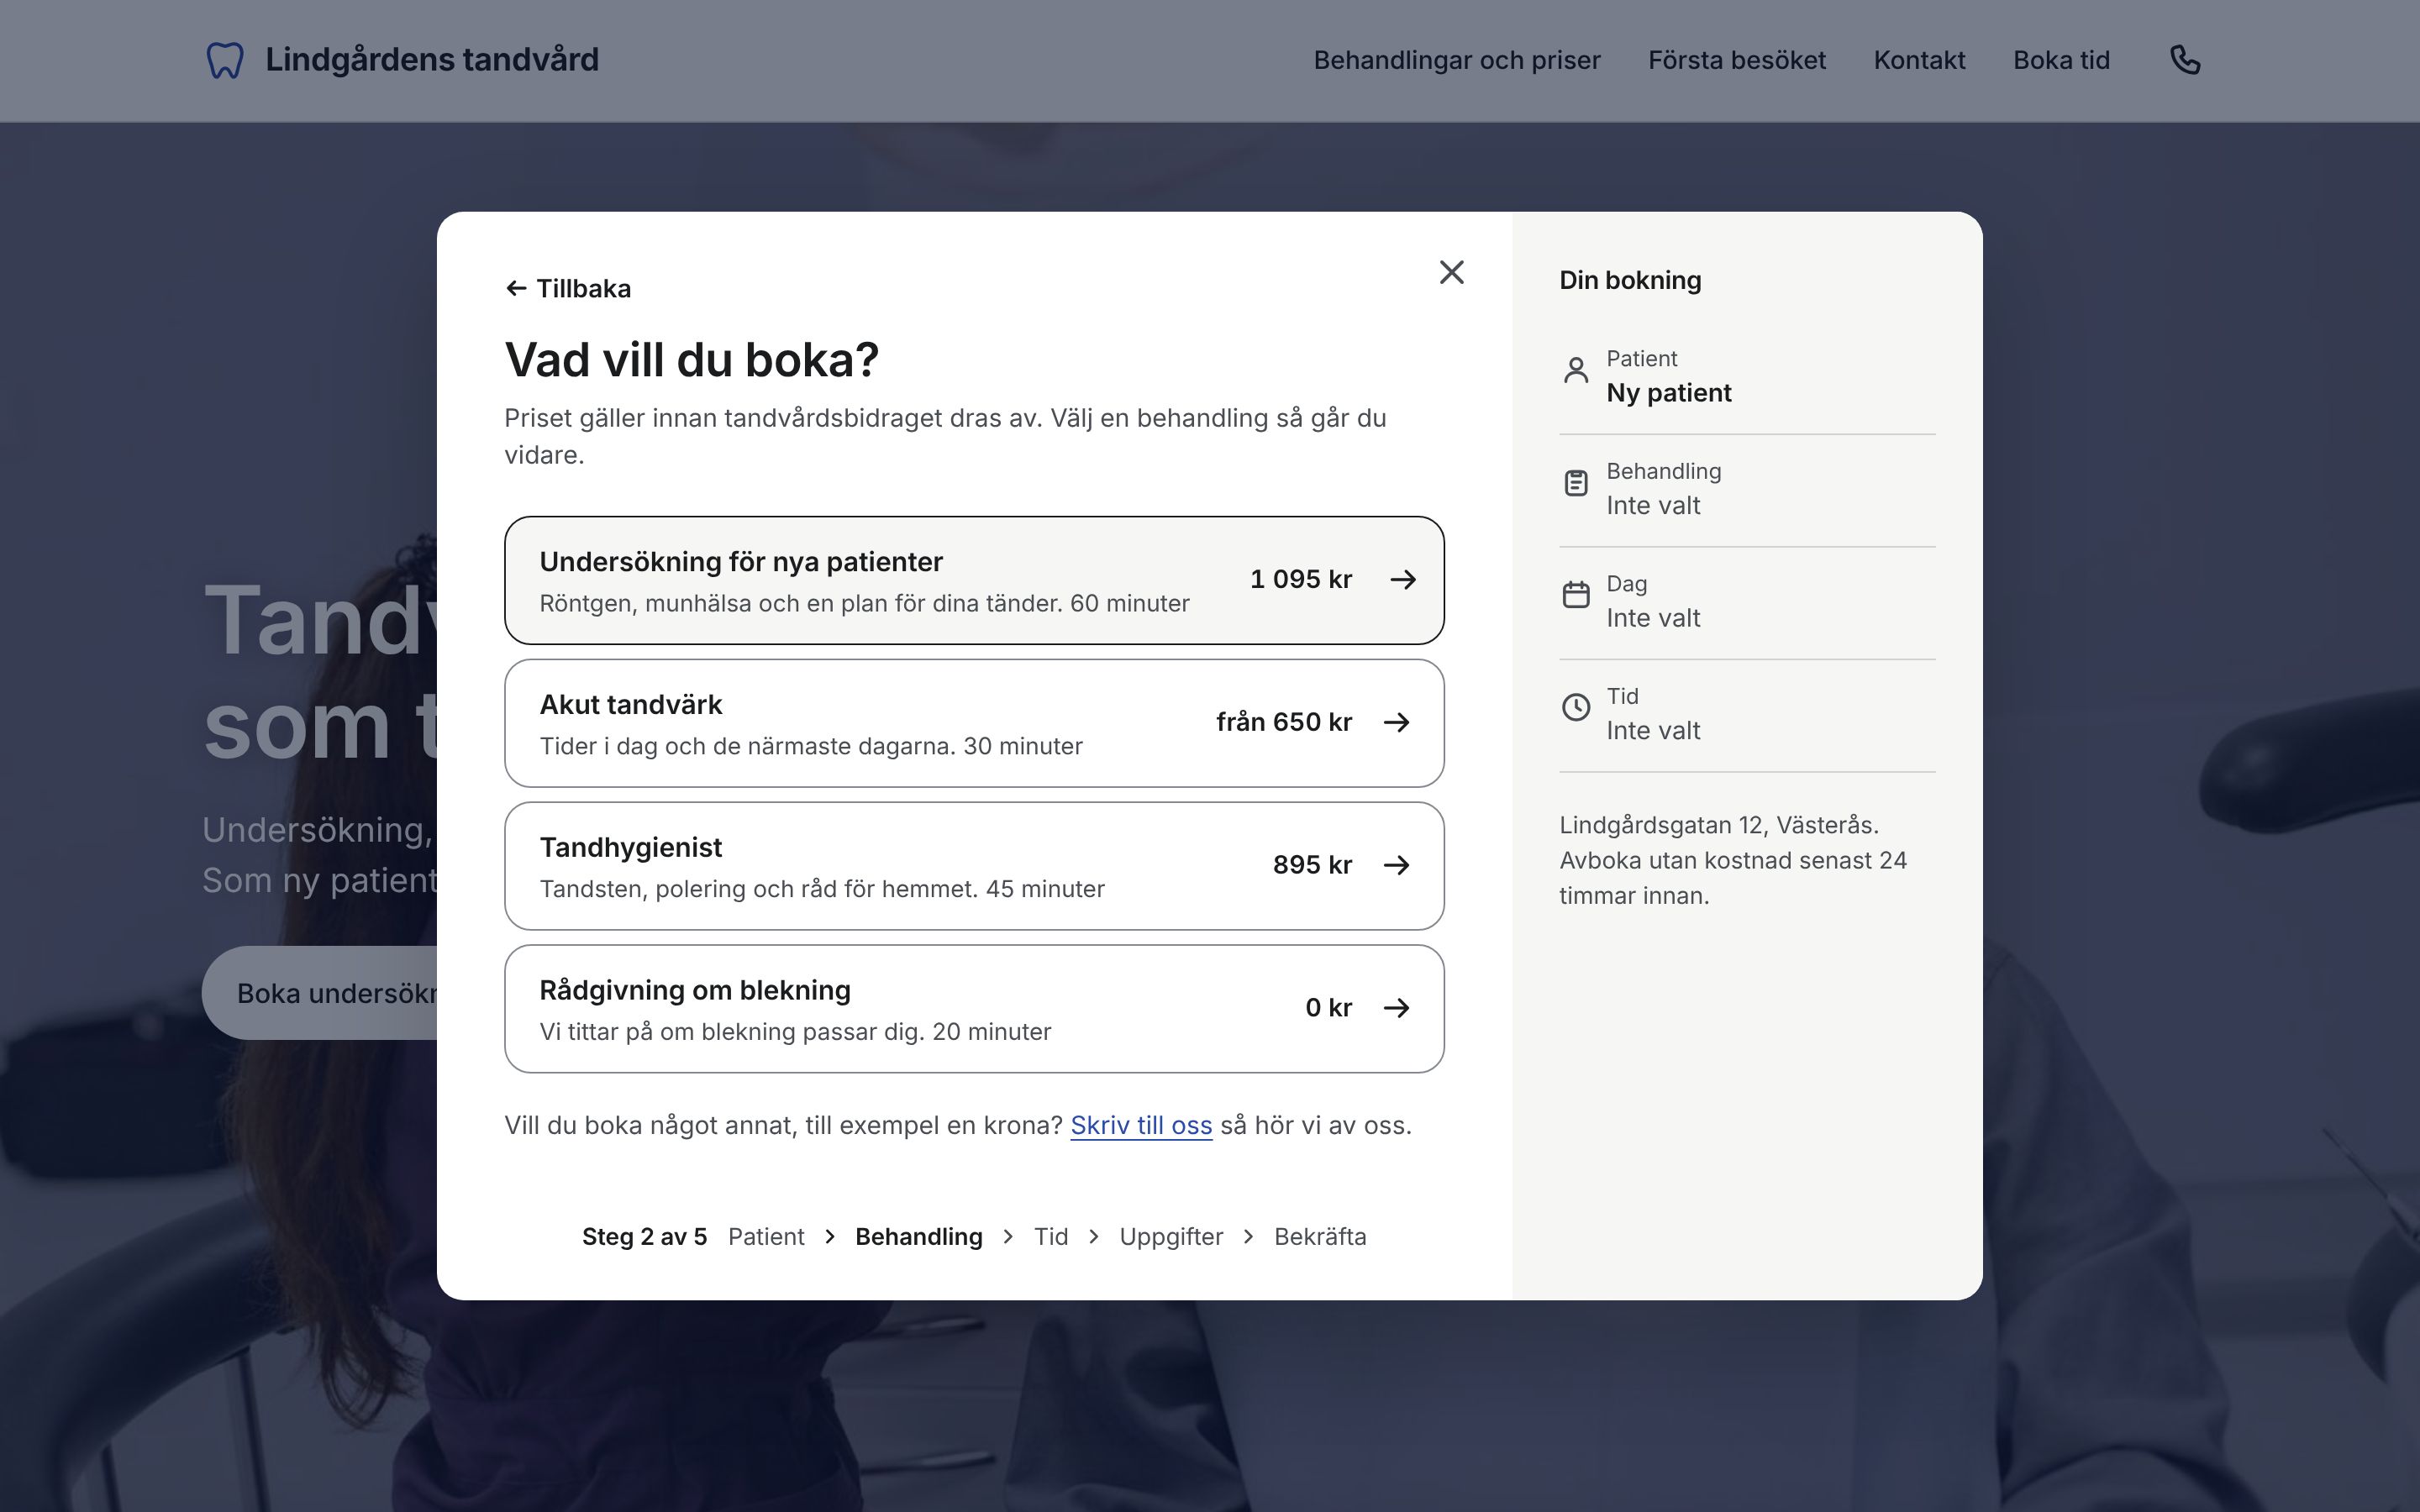 Lindgårdens tandvård
Behandlingar och priser
Första besöket
Kontakt
Boka tid
Tandv
som t
Undersökning,
Som ny patient
Boka undersökn
Tillbaka
Vad vill du boka?
Priset gäller innan tandvårdsbidraget dras av. Välj en behandling så går du
vidare.
Undersökning för nya patienter
Röntgen, munhälsa och en plan för dina tänder. 60 minuter
1 095 kr
Akut tandvärk
Tider i dag och de närmaste dagarna. 30 minuter
från 650 kr
Tandhygienist
Tandsten, polering och råd för hemmet. 45 minuter
895 kr
Rådgivning om blekning
Vi tittar på om blekning passar dig. 20 minuter
0 kr
Vill du boka något annat, till exempel en krona? Skriv till oss så hör vi av oss.
Steg 2 av 5 Patient > Behandling > Tid > Uppgifter > Bekräfta
Din bokning
Patient
Ny patient
Behandling
Inte valt
Dag
Inte valt
Tid
Inte valt
Lindgårdsgatan 12, Västerås.
Avboka utan kostnad senast 24
timmar innan.